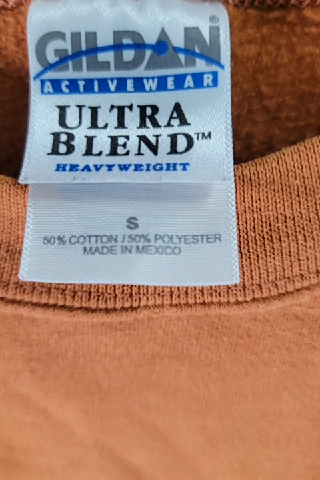 GILDAN®
ACTIVEWEAR
ULTRA
BLEND™
HEAVYWEIGHT
S
50% COTTON / 50% POLYESTER
MADE IN MEXICO